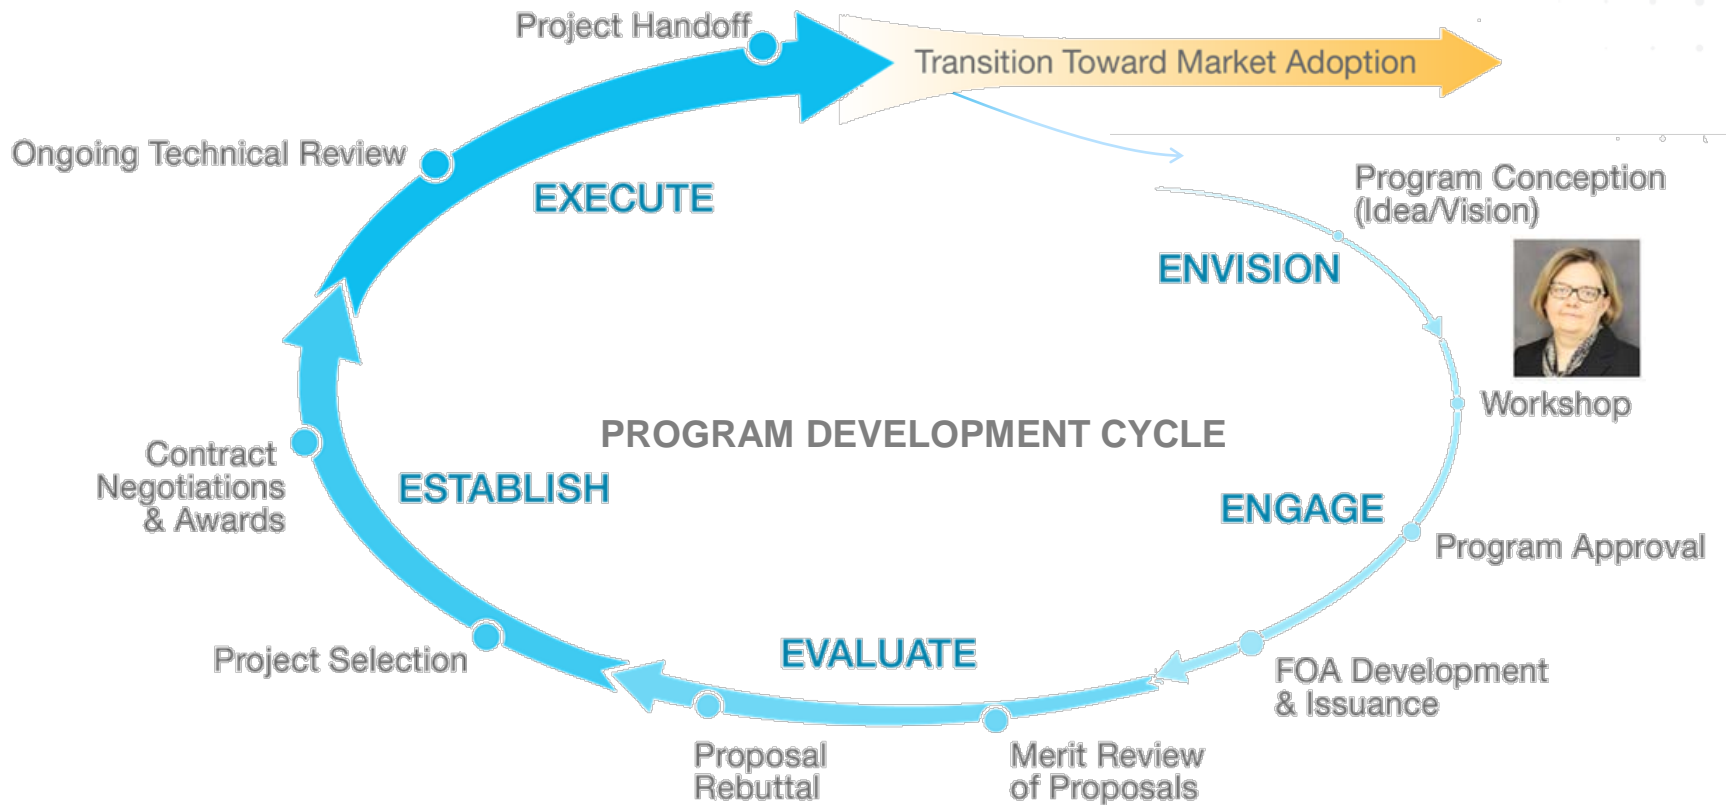 Project Handoff
Transition Toward Market Adoption
Ongoing Technical Review
EXECUTE
Program Conception
(Idea/Vision)
ENVISION
Workshop
PROGRAM DEVELOPMENT CYCLE
Contract
Negotiations
& Awards
ESTABLISH
ENGAGE
Program Approval
Project Selection
EVALUATE
FOA Development
& Issuance
Proposal
Rebuttal
Merit Review
of Proposals